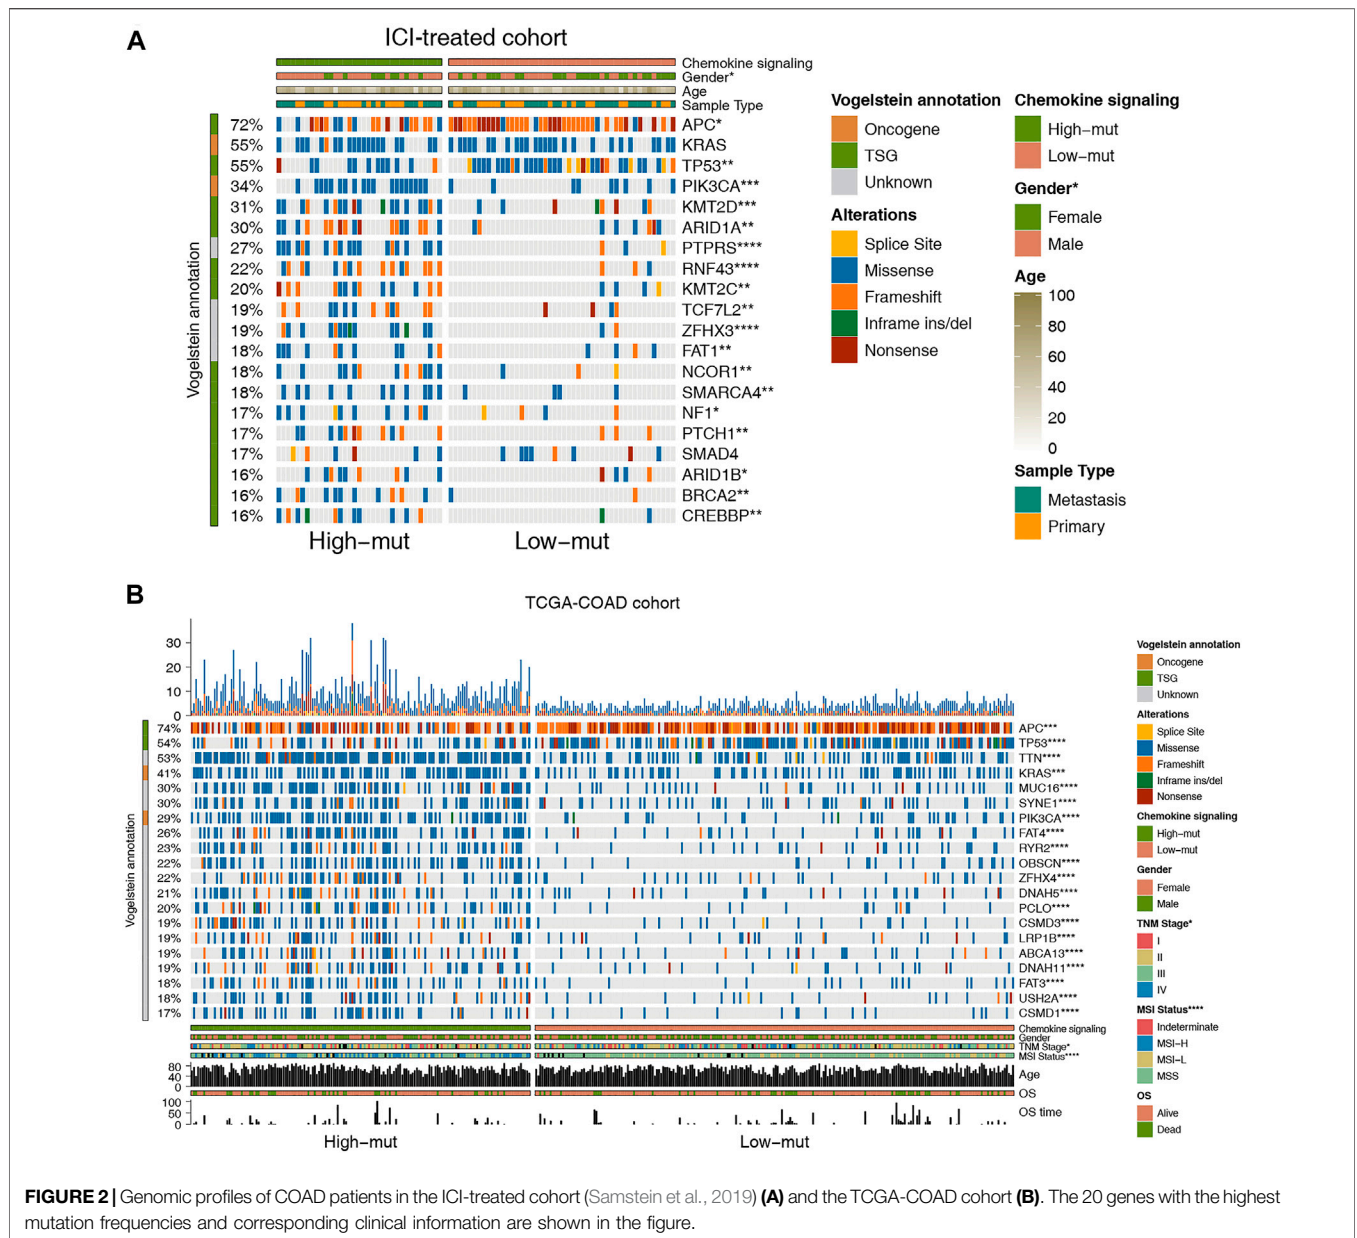 A
ICI-treated cohort
Chemokine signaling
Gender*
Age
Sample Type
72% APC*
55% KRAS
55% TP53**
34% PIK3CA***
31% KMT2D***
30% ARID1A**
27% PTPRS****
22% RNF43****
20% KMT2C**
19% TCF7L2**
19% ZFHX3****
18% FAT1**
18% NCOR1**
18% SMARCA4**
17% NF1*
17% PTCH1**
17% SMAD4
16% ARID1B*
16% BRCA2**
16% CREBBP**
Vogelstein annotation
High-mut Low-mut
Vogelstein annotation
Oncogene
TSG
Unknown
Alterations
Splice Site
Missense
Frameshift
Inframe ins/del
Nonsense
Chemokine signaling
High-mut
Low-mut
Gender*
Female
Male
Age
100
80
60
40
20
0
Sample Type
Metastasis
Primary
B
TCGA-COAD cohort
30
20
10
0
74% APC***
54% TP53****
53% TTN****
41% KRAS***
30% MUC16****
30% SYNE1****
29% PIK3CA****
26% FAT4****
23% RYR2****
22% OBSCN****
22% ZFHX4****
21% DNAH5****
20% PCLO****
19% CSMD3****
19% LRP1B****
19% ABCA13****
19% DNAH11****
18% FAT3****
18% USH2A****
17% CSMD1****
Vogelstein annotation
Chemokine signaling
Gender
TNM Stage*
MSI Status****
80
40
0
Age
OS
100
50
0
OS time
High-mut Low-mut
Vogelstein annotation
Oncogene
TSG
Unknown
Alterations
Splice Site
Missense
Frameshift
Inframe ins/del
Nonsense
Chemokine signaling
High-mut
Low-mut
Gender
Female
Male
TNM Stage*
I
II
III
IV
MSI Status****
Indeterminate
MSI-H
MSI-L
MSS
OS
Alive
Dead
FIGURE 2 | Genomic profiles of COAD patients in the ICI-treated cohort (Samstein et al., 2019) (A) and the TCGA-COAD cohort (B). The 20 genes with the highest
mutation frequencies and corresponding clinical information are shown in the figure.